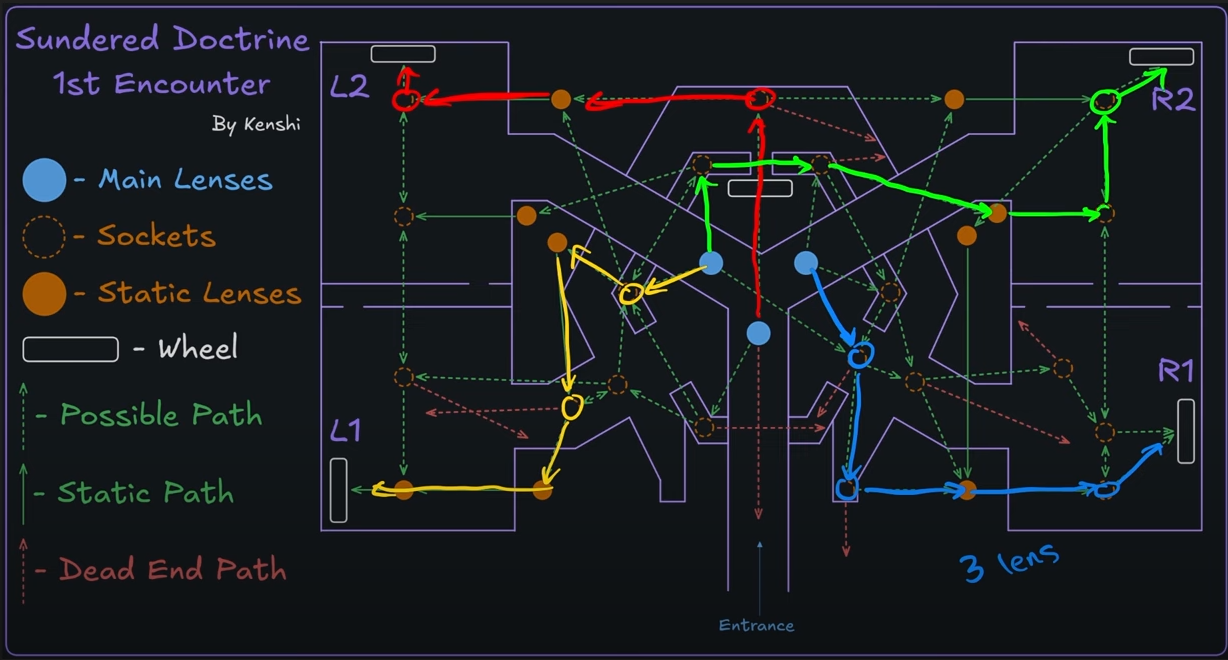 Sundered Doctrine
1st Encounter
By Kenshi
- Main Lenses
- Sockets
- Static Lenses
- Wheel
- Possible Path
- Static Path
- Dead End Path
L2
R2
L1
R1
3 lens
Entrance